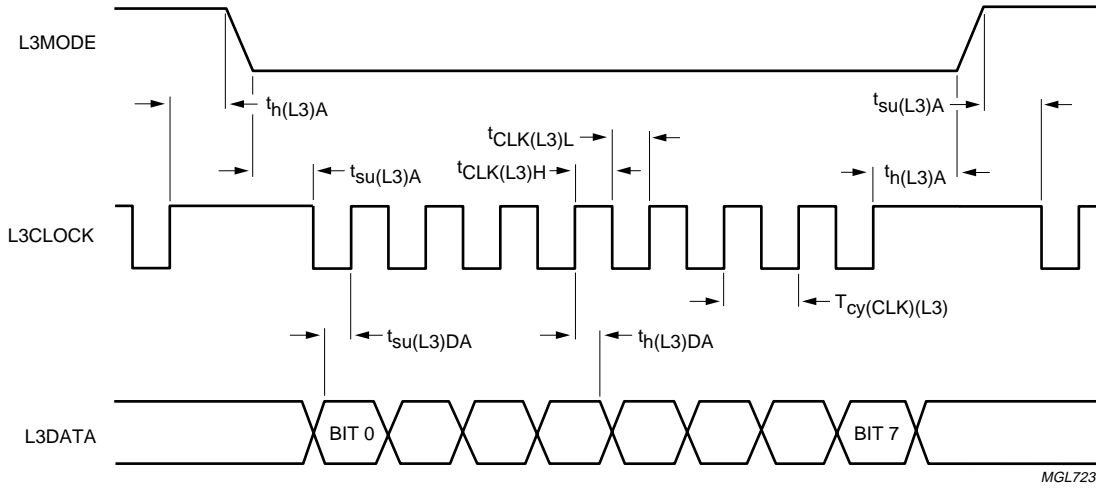 L3MODE
th(L3)A
tsu(L3)A
tCLK(L3)L
tsu(L3)A
tCLK(L3)H
th(L3)A
L3CLOCK
Tcy(CLK)(L3)
tsu(L3)DA
th(L3)DA
L3DATA
BIT 0
BIT 7
MGL723